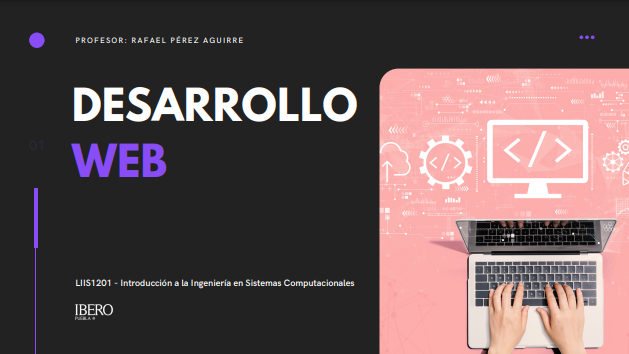 PROFESOR: RAFAEL PÉREZ AGUIRRE
DESARROLLO
WEB
01
LIIS1201 - Introducción a la Ingeniería en Sistemas Computacionales
IBERO
PUEBLA